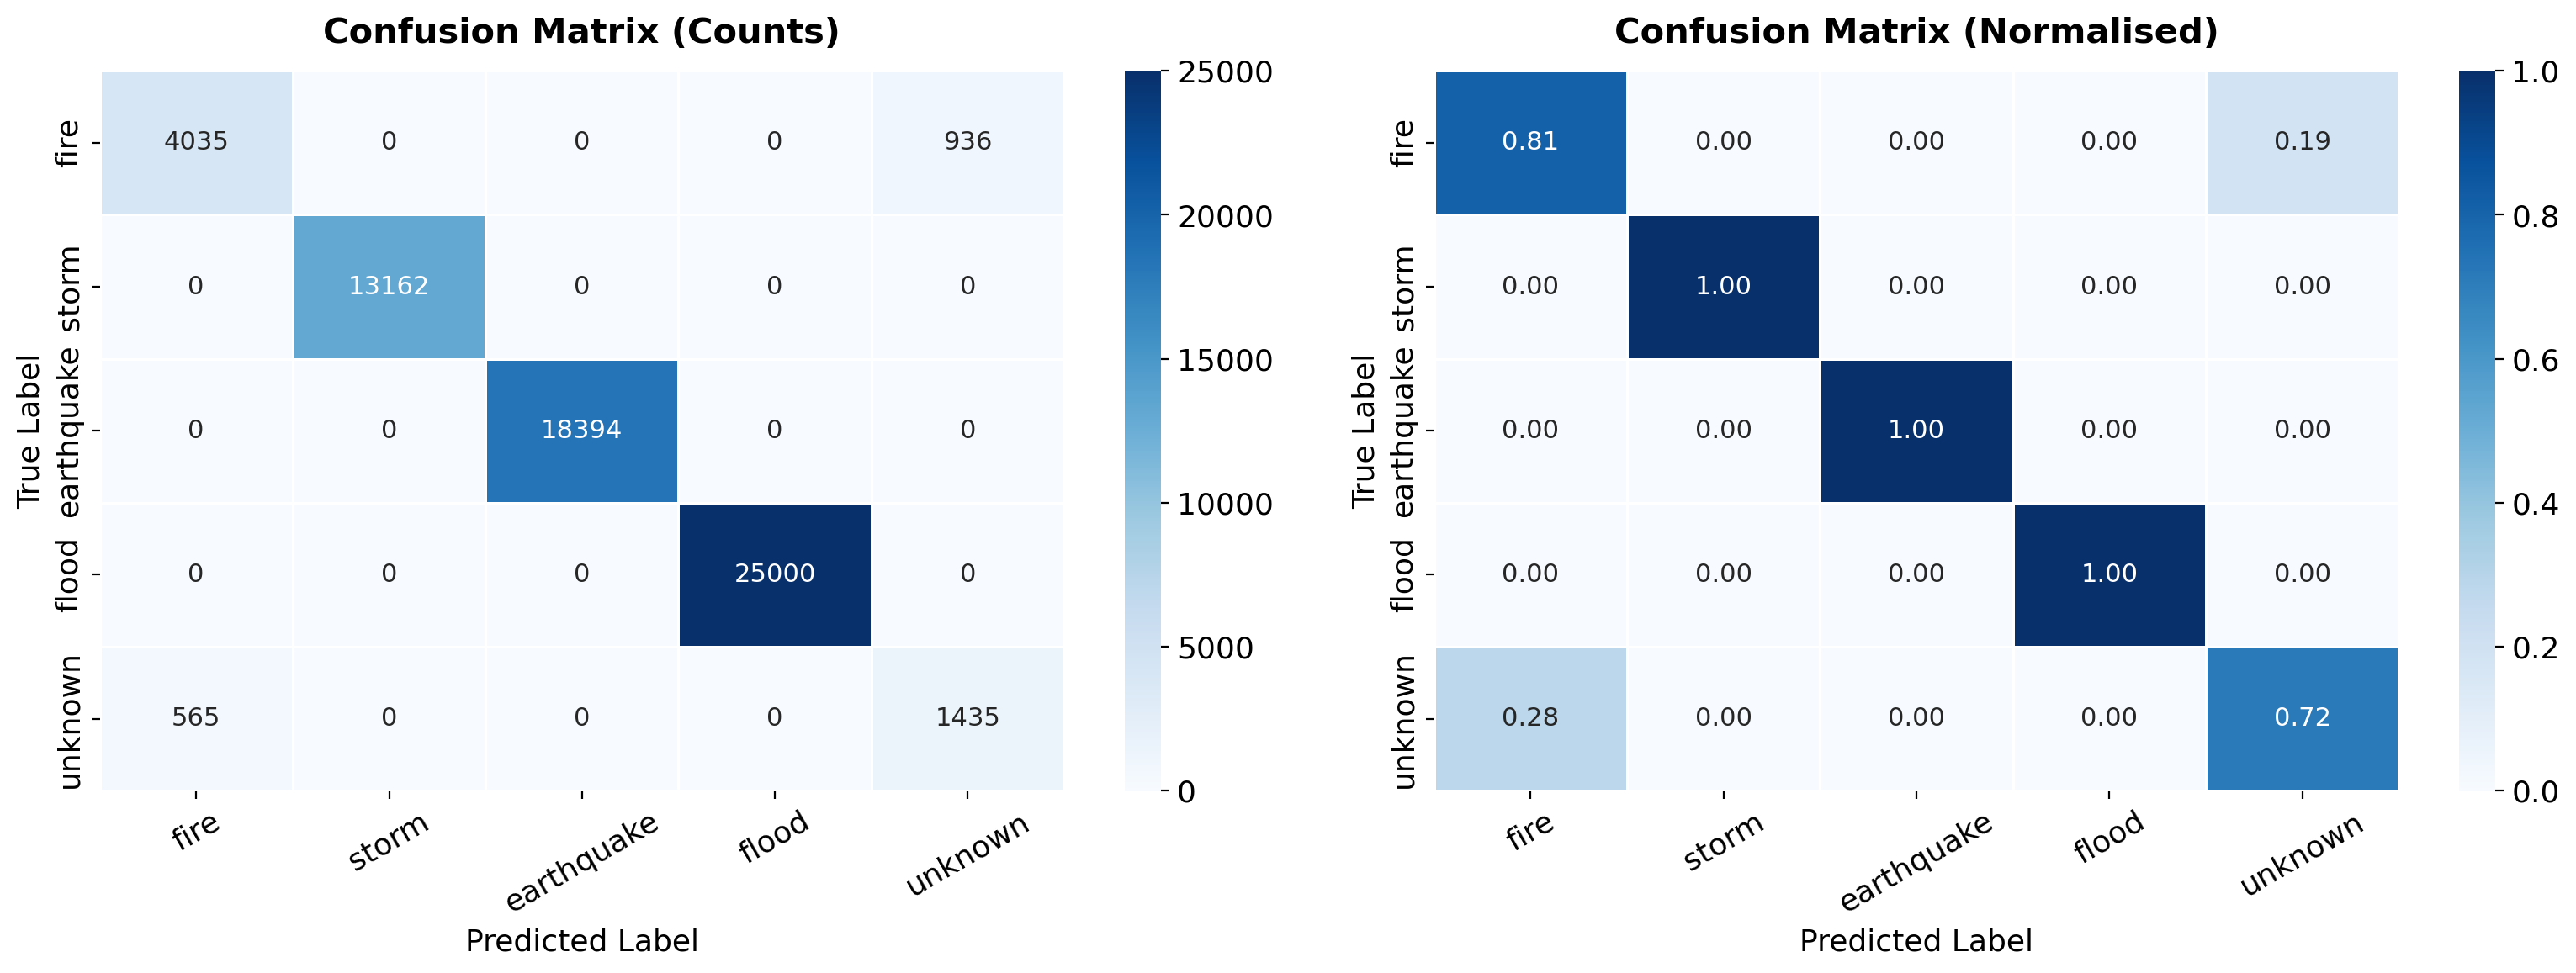 Confusion Matrix (Counts)
True Label
fire 4035 0 0 0 936
storm 0 13162 0 0 0
earthquake 0 0 18394 0 0
flood 0 0 0 25000 0
unknown 565 0 0 0 1435
fire storm earthquake flood unknown
Predicted Label
25000
20000
15000
10000
5000
0
Confusion Matrix (Normalised)
True Label
fire 0.81 0.00 0.00 0.00 0.19
storm 0.00 1.00 0.00 0.00 0.00
earthquake 0.00 0.00 1.00 0.00 0.00
flood 0.00 0.00 0.00 1.00 0.00
unknown 0.28 0.00 0.00 0.00 0.72
fire storm earthquake flood unknown
Predicted Label
1.0
0.8
0.6
0.4
0.2
0.0